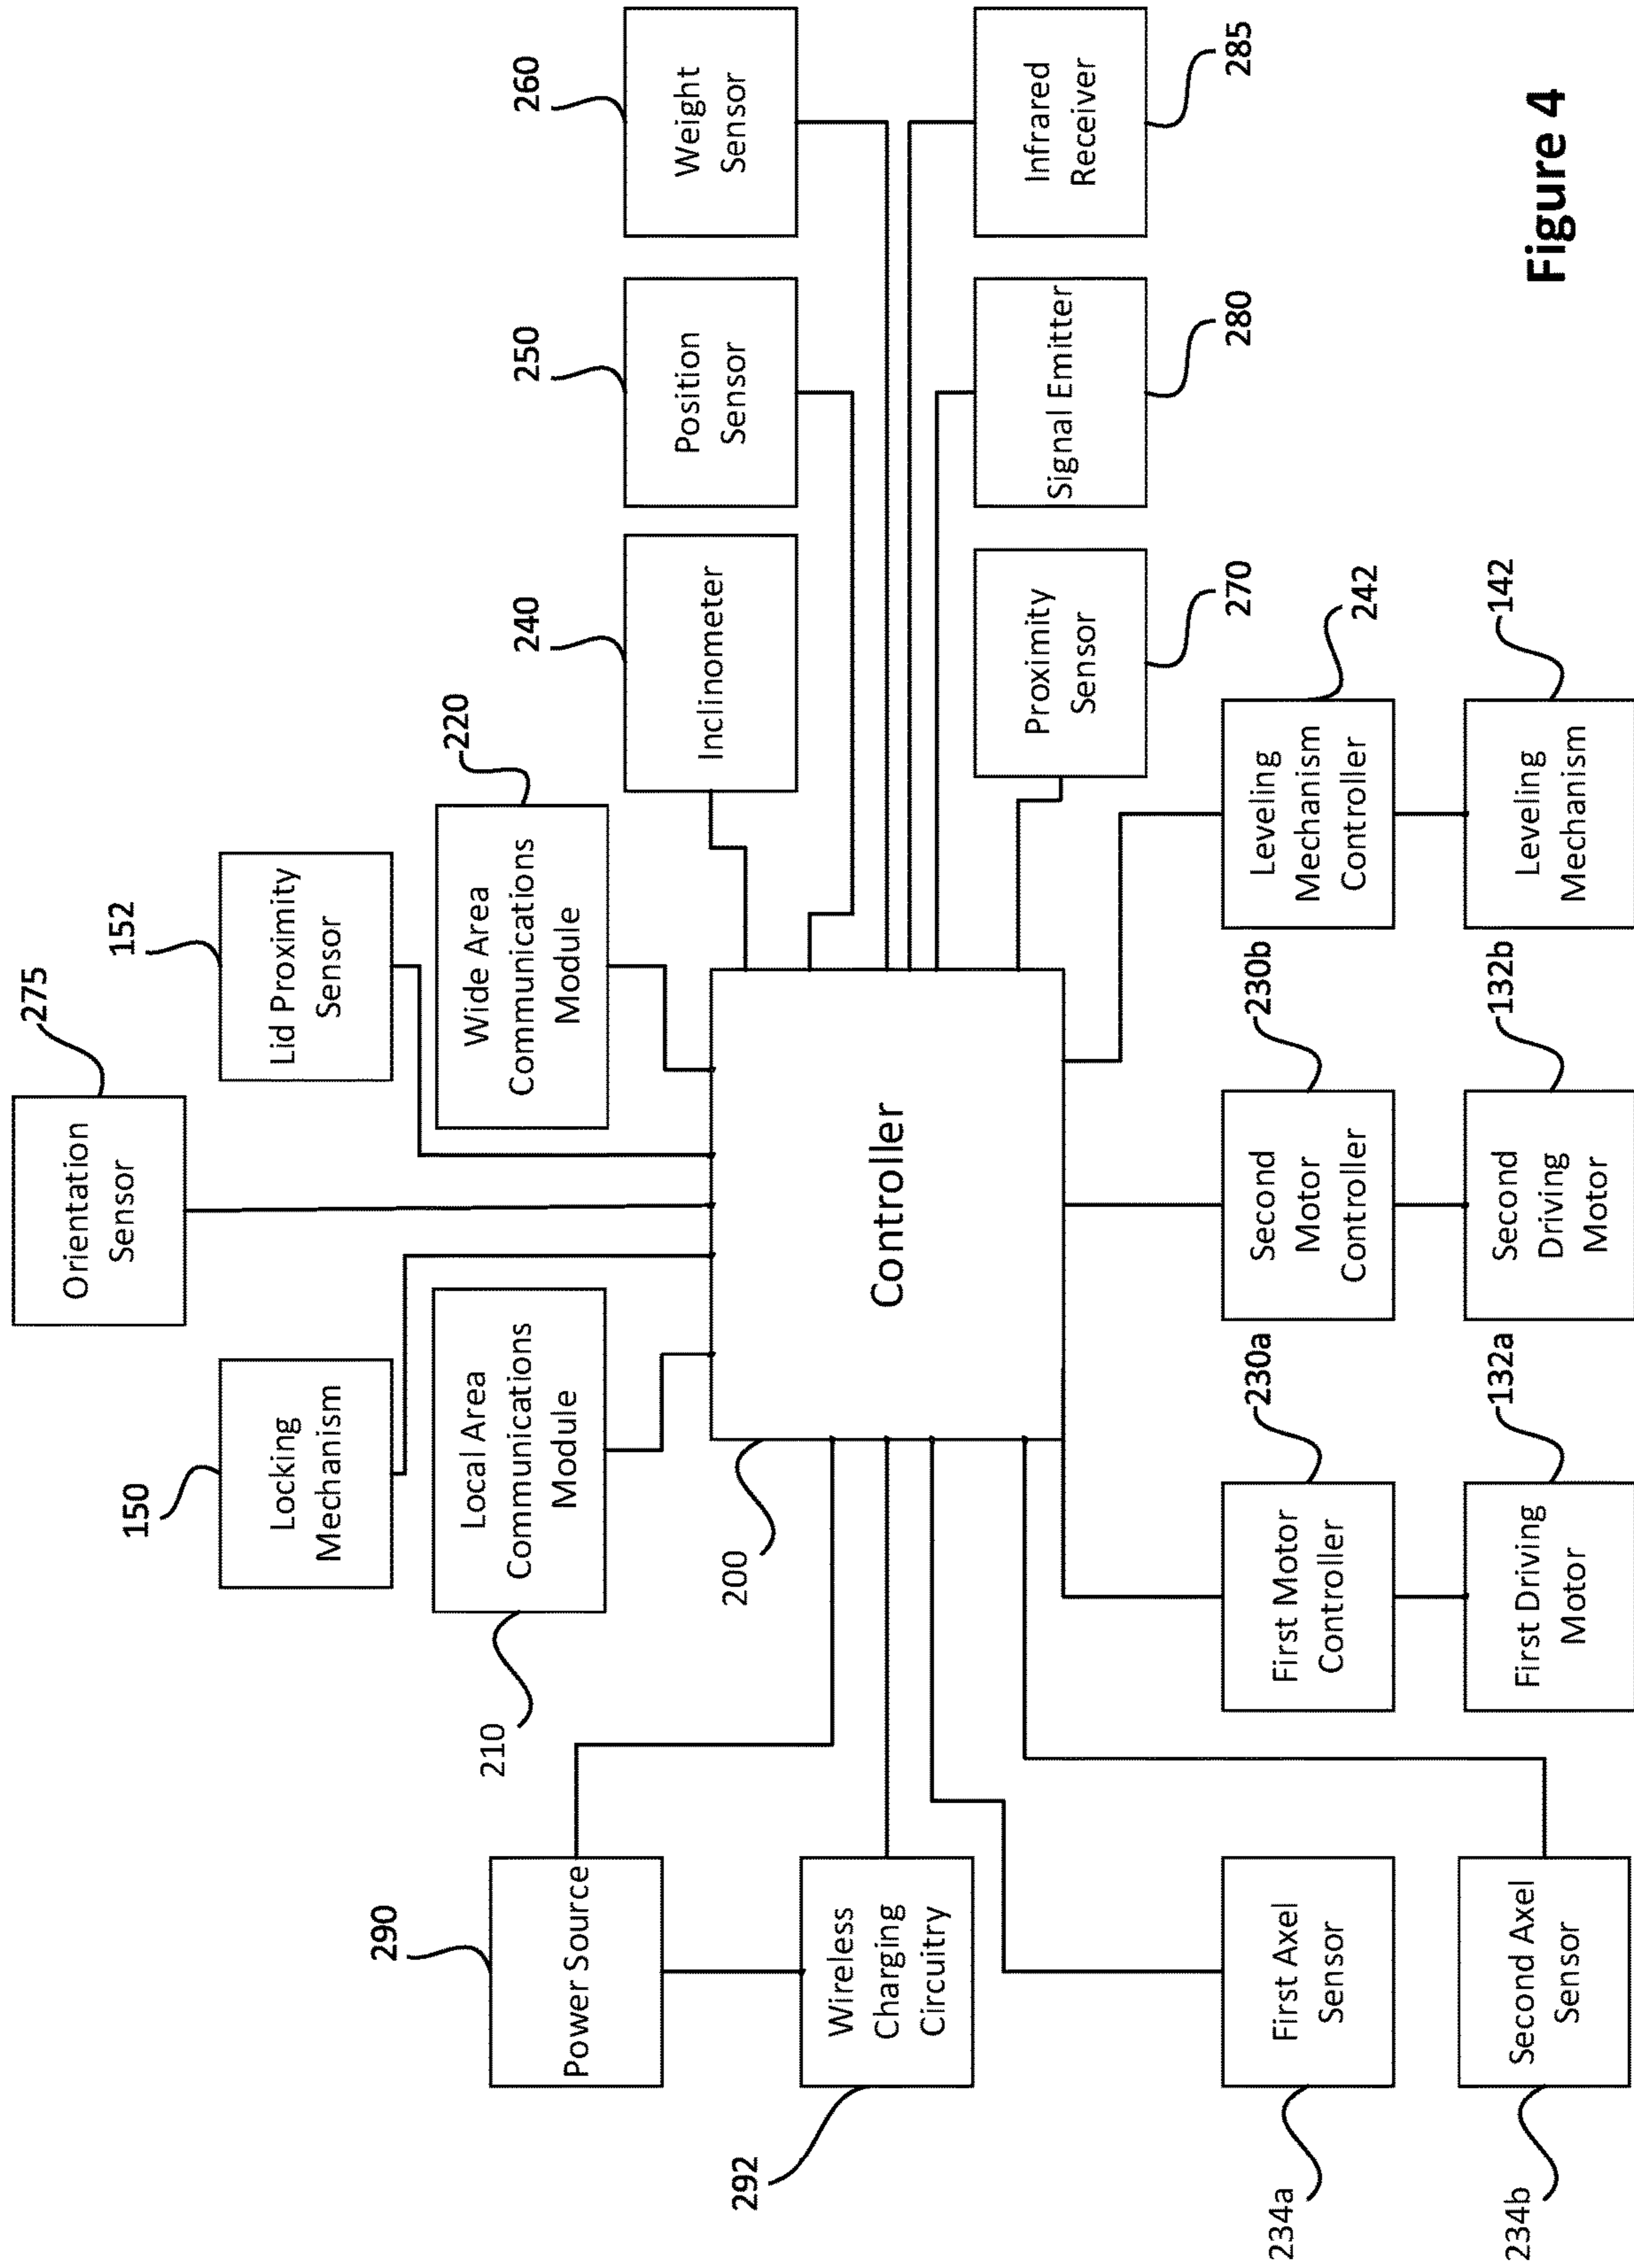 275
Orientation
Sensor
150
Locking
Mechanism
152
Lid Proximity
Sensor
210
Local Area
Communications
Module
220
Wide Area
Communications
Module
290
Power Source
292
Wireless
Charging
Circuitry
200
Controller
240
Inclinometer
250
Position
Sensor
260
Weight
Sensor
Proximity
Sensor
270
Signal Emitter
280
Infrared
Receiver
285
234a
First Axel
Sensor
234b
Second Axel
Sensor
First Motor
Controller
230a
Second
Motor
Controller
230b
Leveling
Mechanism
Controller
242
First Driving
Motor
132a
Second
Driving
Motor
132b
Leveling
Mechanism
142
Figure 4